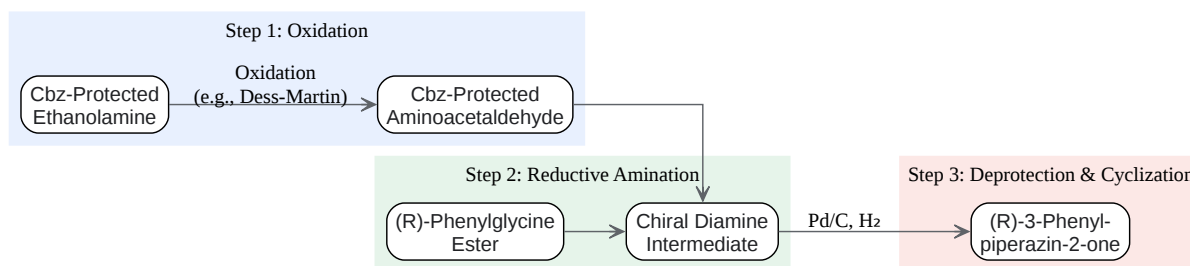 Step 1: Oxidation
Oxidation
(e.g., Dess-Martin)
Cbz-Protected
Ethanolamine
Cbz-Protected
Aminoacetaldehyde
Step 2: Reductive Amination
Step 3: Deprotection & Cyclization
(R)-Phenylglycine
Ester
Chiral Diamine
Intermediate
Pd/C, H₂
(R)-3-Phenyl-
piperazin-2-one